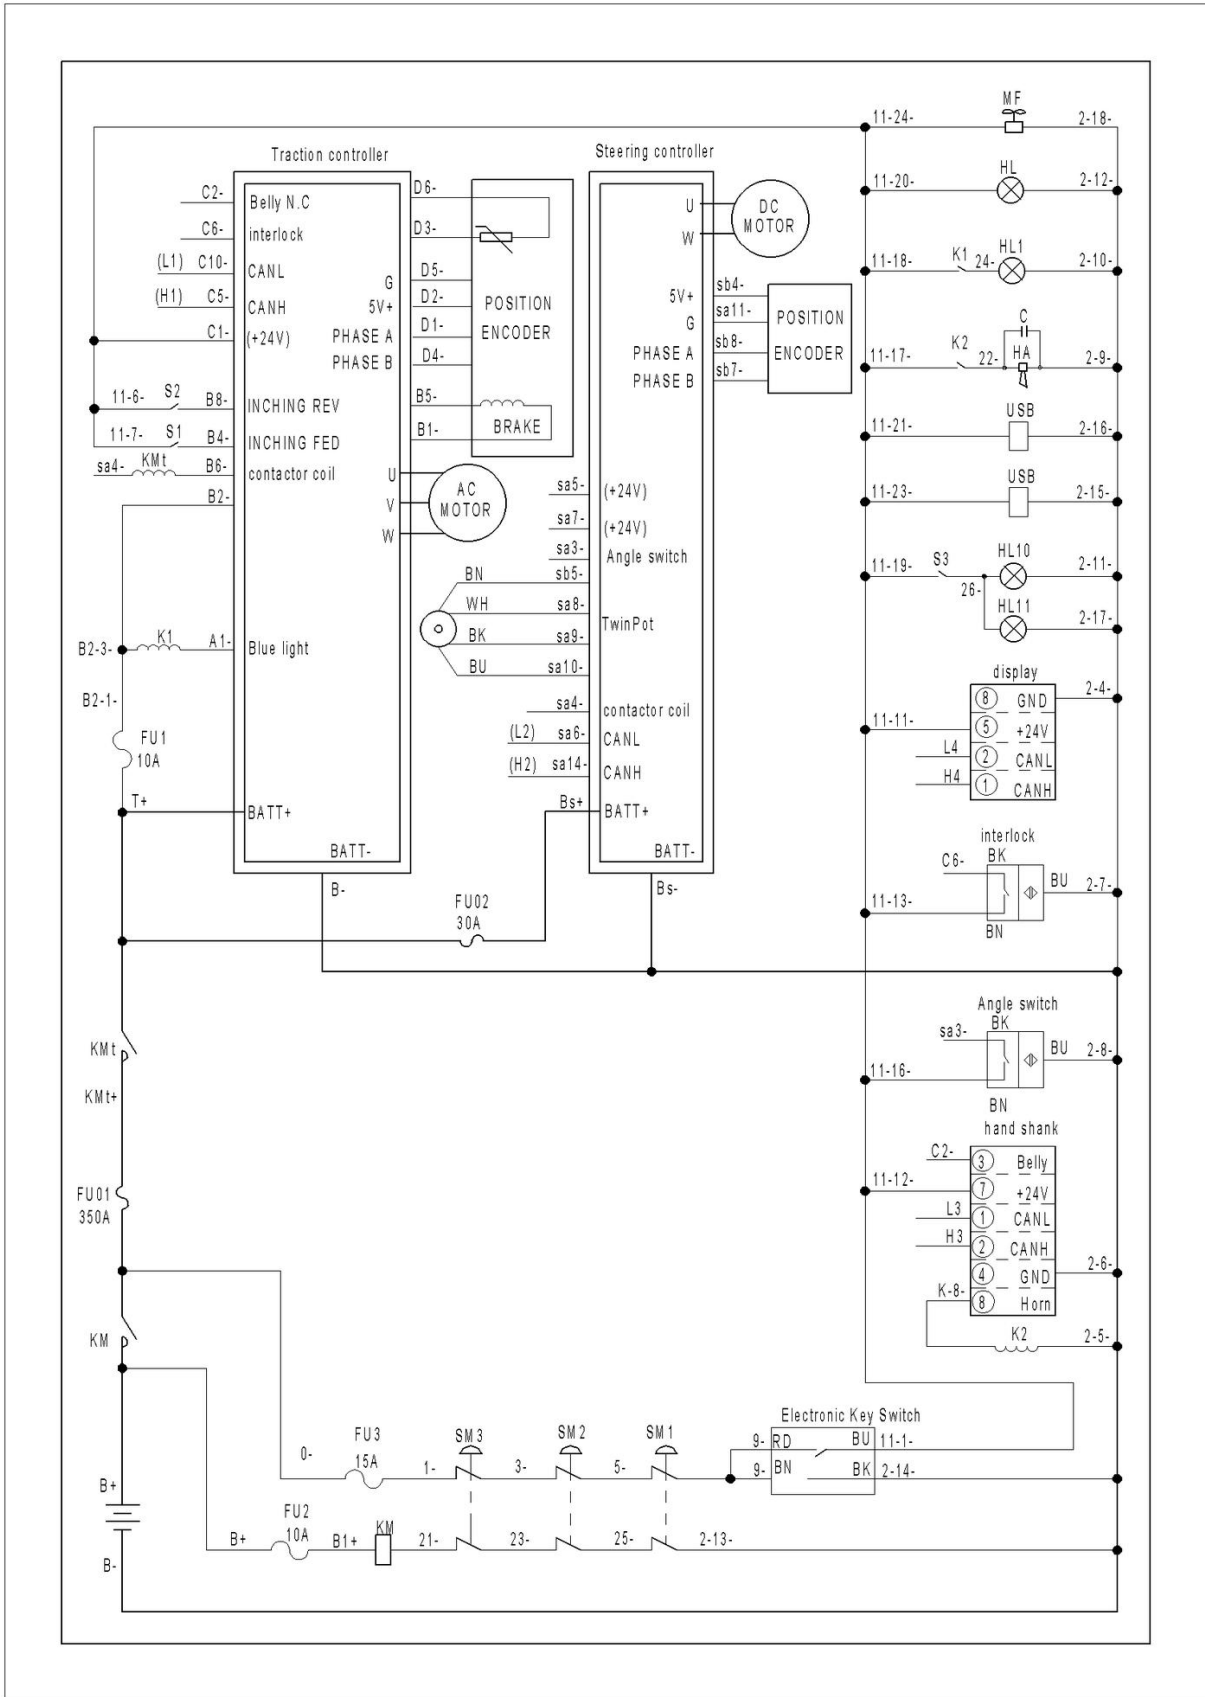 MF
11-24-
2-18-
Traction controller
Steering controller
C2-
Belly N.C
D6-
U
DC
MOTOR
W
11-20-
HL
2-12-
C6-
interlock
D3-
(L1)
C10-
CANL
11-18-
K1
24-
HL1
2-10-
G
D5-
(H1)
C5-
CANH
5V+
D2-
POSITION
ENCODER
5V+
sb4-
G
sa11-
POSITION
ENCODER
C1-
(+24V)
PHASE A
D1-
PHASE A
sb8-
PHASE B
D4-
PHASE B
sb7-
11-17-
K2
22-
C
HA
2-9-
11-6-
S2
B8-
INCHING REV
B5-
BRAKE
11-21-
USB
2-16-
11-7-
S1
B4-
INCHING FED
B1-
sa4-
KMt
B6-
contactor coil
U
AC
MOTOR
sa5-
(+24V)
11-23-
USB
2-15-
B2-
V
W
sa7-
(+24V)
sa3-
Angle switch
11-19-
S3
26-
HL10
2-11-
HL11
2-17-
BN
sb5-
WH
sa8-
TwinPot
BK
sa9-
BU
sa10-
B2-3-
K1
A1-
Blue light
display
8
GND
2-4-
B2-1-
sa4-
contactor coil
11-11-
5
+24V
FU1
10A
(L2)
sa6-
CANL
L4
2
CANL
(H2)
sa14-
CANH
H4
1
CANH
T+
BATT+
Bs+
BATT+
BATT-
BATT-
interlock
C6-
BK
BU
2-7-
B-
Bs-
11-13-
BN
FU02
30A
Angle switch
BK
sa3-
BU
2-8-
11-16-
BN
KMt
KMt+
hand shank
C2-
3
Belly
11-12-
7
+24V
FU01
350A
L3
1
CANL
H3
2
CANH
4
GND
2-6-
K-8-
8
Horn
K2
2-5-
KM
Electronic Key Switch
0-
FU3
15A
1-
SM3
3-
SM2
5-
SM1
9-
RD
BU
11-1-
9-
BN
BK
2-14-
B+
B+
FU2
10A
B1+
KM
21-
23-
25-
2-13-
B-